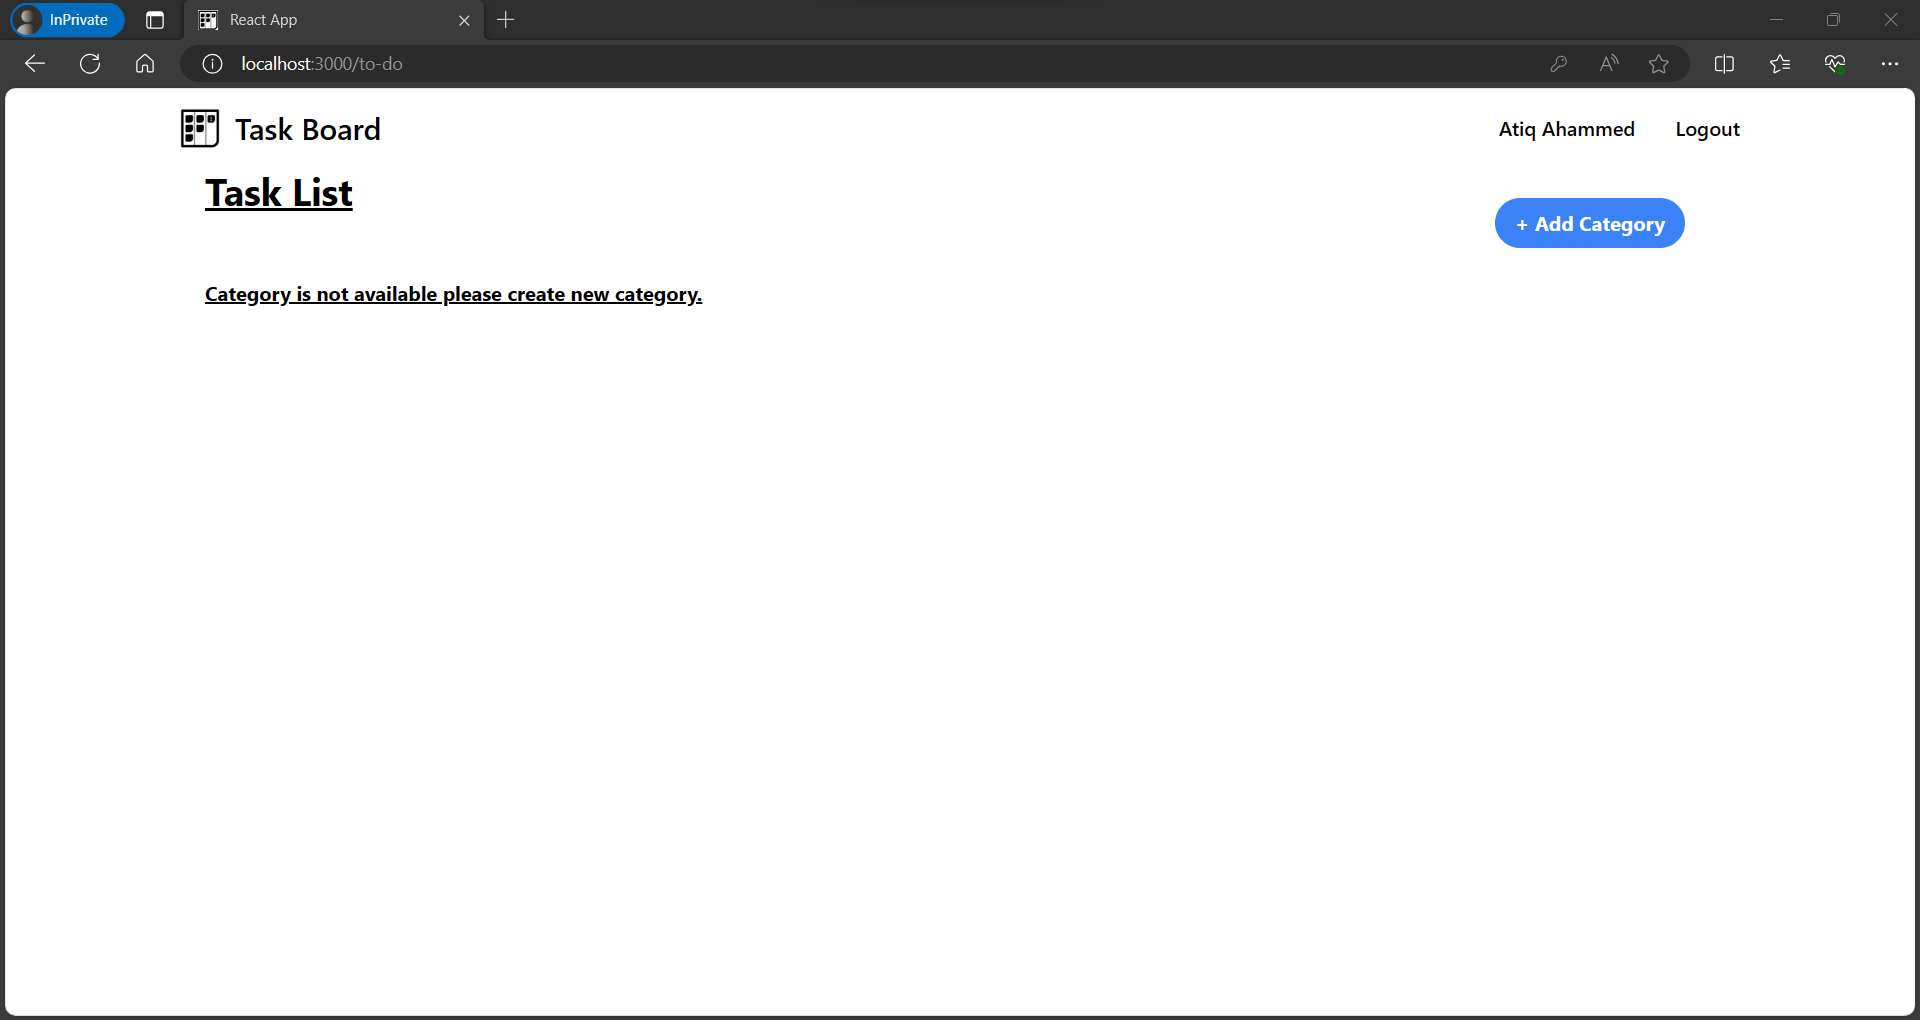 InPrivate
React App
localhost:3000/to-do
Task Board
Atiq Ahammed
Logout
Task List
+ Add Category
Category is not available please create new category.